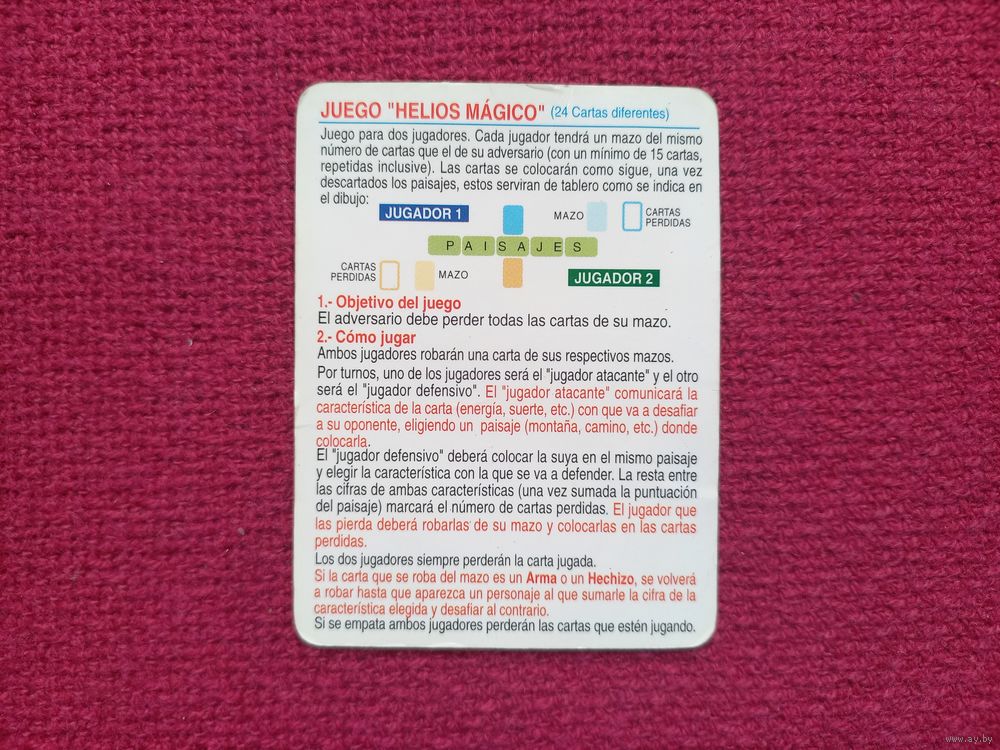 JUEGO "HELIOS MÁGICO" (24 Cartas diferentes)
Juego para dos jugadores. Cada jugador tendrá un mazo del mismo
número de cartas que el de su adversario (con un mínimo de 15 cartas,
repetidas inclusive). Las cartas se colocarán como sigue, una vez
descartados los paisajes, estos serviran de tablero como se indica en
el dibujo:
JUGADOR 1
MAZO
CARTAS
PERDIDAS
PAISAJES
CARTAS
PERDIDAS
MAZO
JUGADOR 2
1.- Objetivo del juego
El adversario debe perder todas las cartas de su mazo.
2.- Cómo jugar
Ambos jugadores robarán una carta de sus respectivos mazos.
Por turnos, uno de los jugadores será el "jugador atacante" y el otro
será el "jugador defensivo". El "jugador atacante" comunicará la
característica de la carta (energía, suerte, etc.) con que va a desafiar
a su oponente, eligiendo un paisaje (montaña, camino, etc.) donde
colocarla.
El "jugador defensivo" deberá colocar la suya en el mismo paisaje
y elegir la característica con la que se va a defender. La resta entre
las cifras de ambas características (una vez sumada la puntuación
del paisaje) marcará el número de cartas perdidas. El jugador que
las pierda deberá robarlas de su mazo y colocarlas en las cartas
perdidas.
Los dos jugadores siempre perderán la carta jugada.
Si la carta que se roba del mazo es un Arma o un Hechizo, se volverá
a robar hasta que aparezca un personaje al que sumarle la cifra de la
característica elegida y desafiar al contrario.
Si se empata ambos jugadores perderán las cartas que estén jugando.
www.ay.by